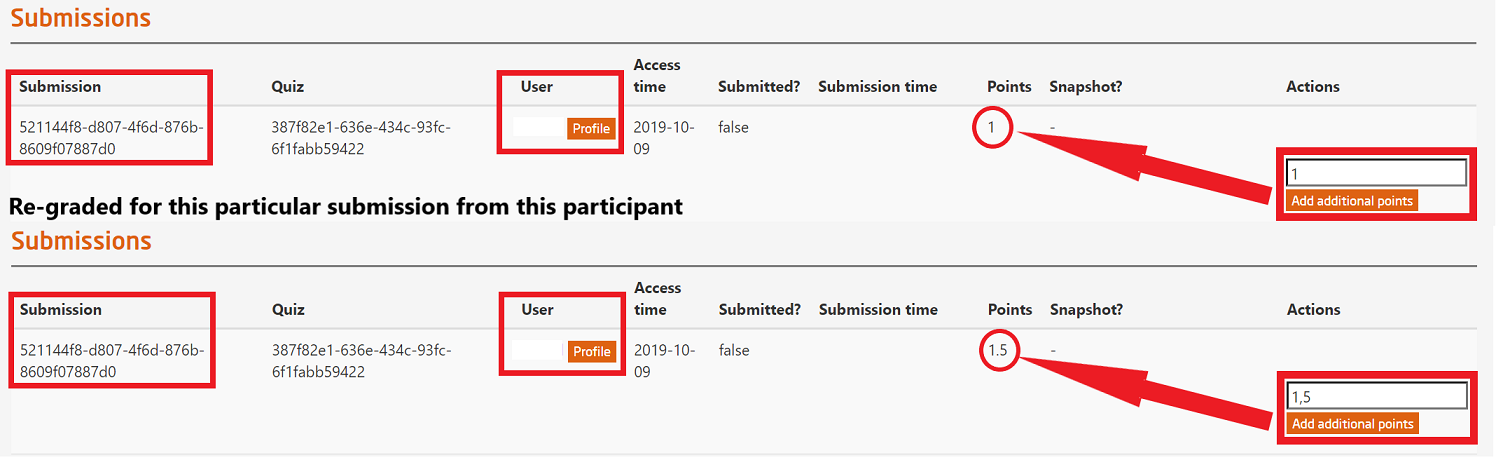 Submissions
Submission Quiz User Access time Submitted? Submission time Points Snapshot? Actions
521144f8-d807-4f6d-876b-8609f07887d0 387f82e1-636e-434c-93fc-6f1fabb59422 Profile 2019-10-09 false 1 -
1
Add additional points
Re-graded for this particular submission from this participant
Submissions
Submission Quiz User Access time Submitted? Submission time Points Snapshot? Actions
521144f8-d807-4f6d-876b-8609f07887d0 387f82e1-636e-434c-93fc-6f1fabb59422 Profile 2019-10-09 false 1.5 -
1,5
Add additional points